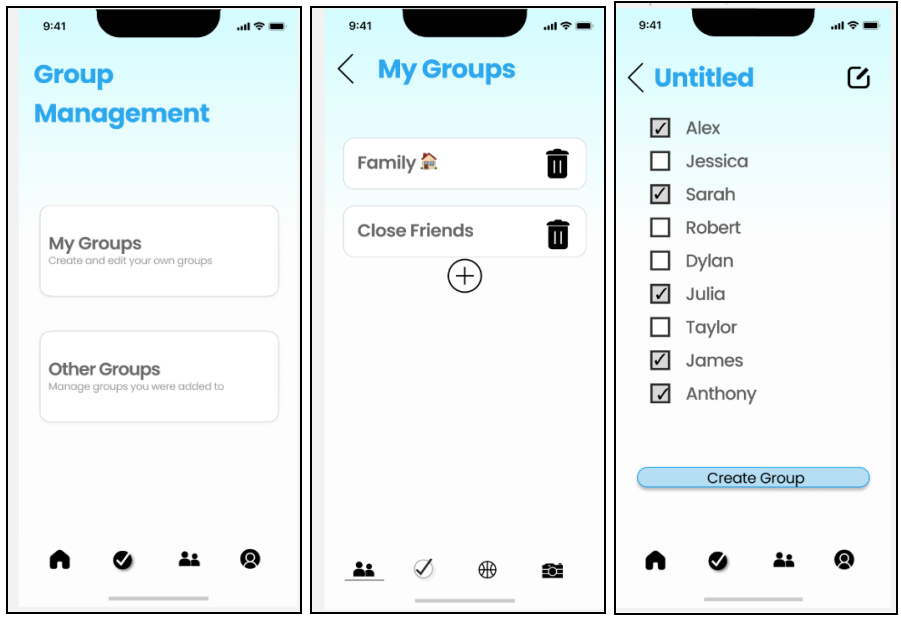 9:41
Group
Management
My Groups
Create and edit your own groups
Other Groups
Manage groups you were added to
9:41
My Groups
Family 🏠
Close Friends
9:41
Untitled
Alex
Jessica
Sarah
Robert
Dylan
Julia
Taylor
James
Anthony
Create Group